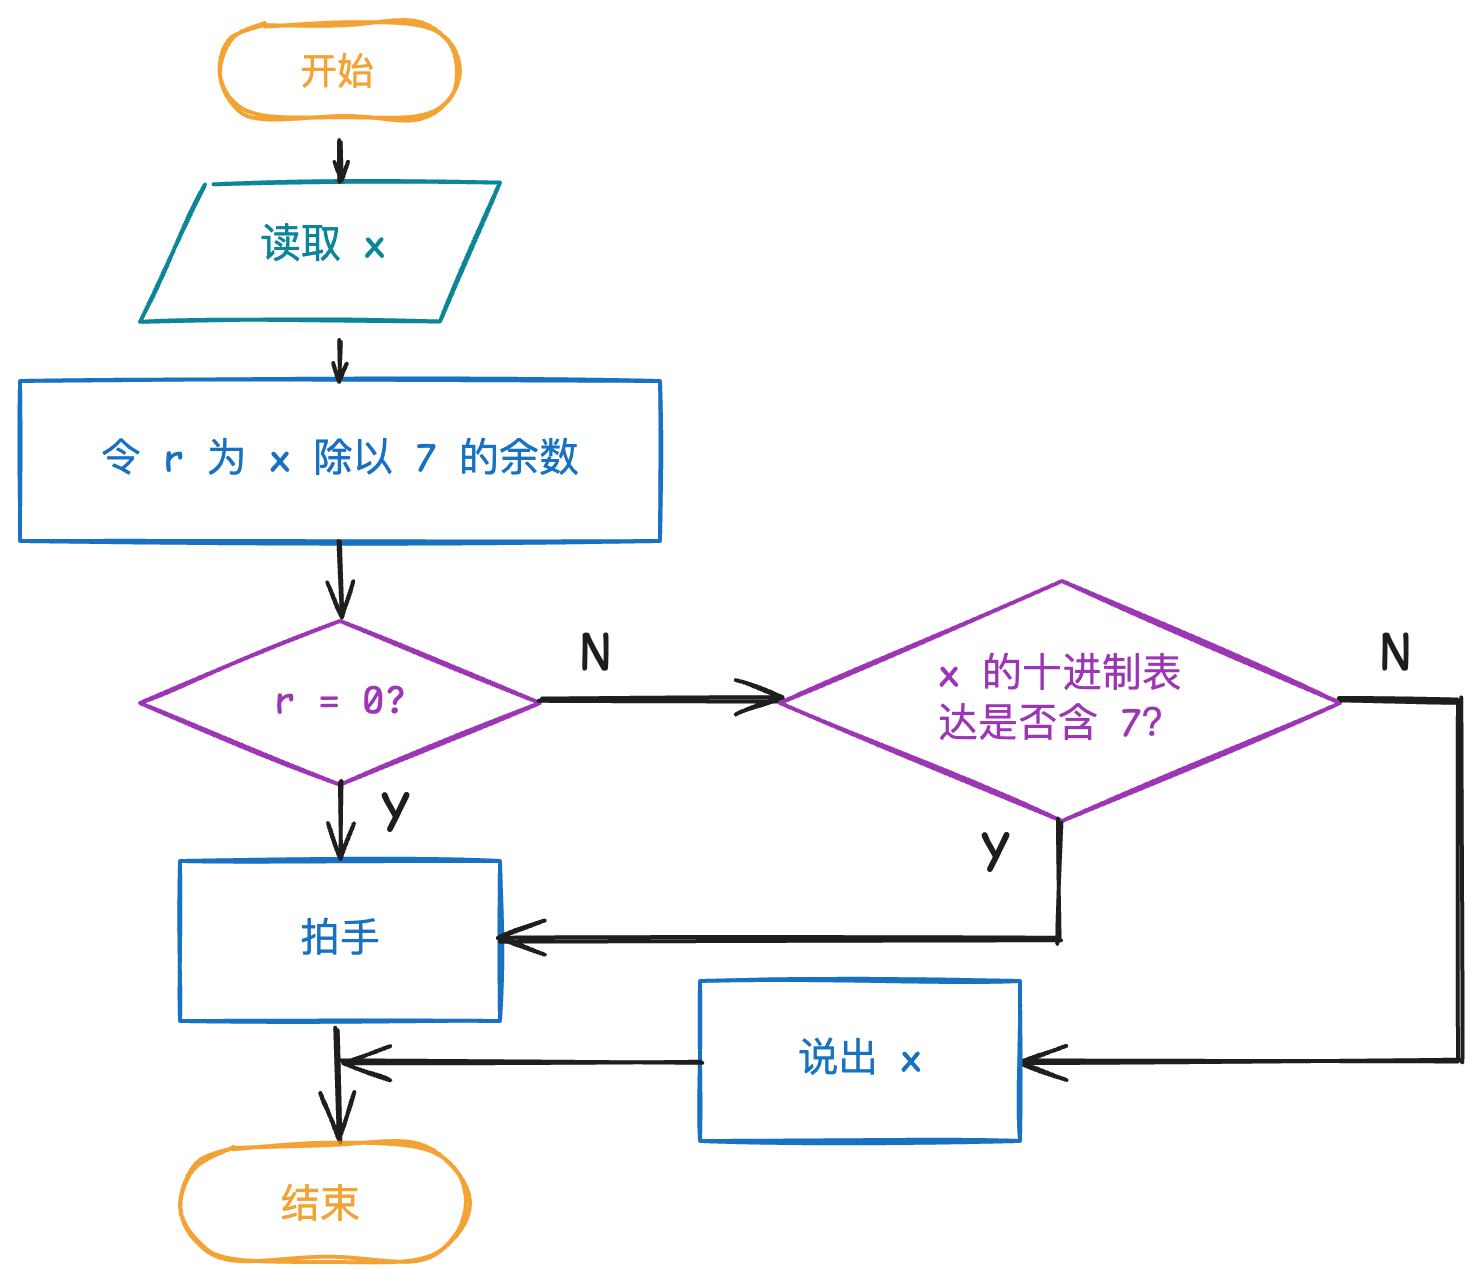 开始
读取 x
令 r 为 x 除以 7 的余数
r = 0?
N
x 的十进制表
达是否含 7?
N
Y
Y
拍手
说出 x
结束